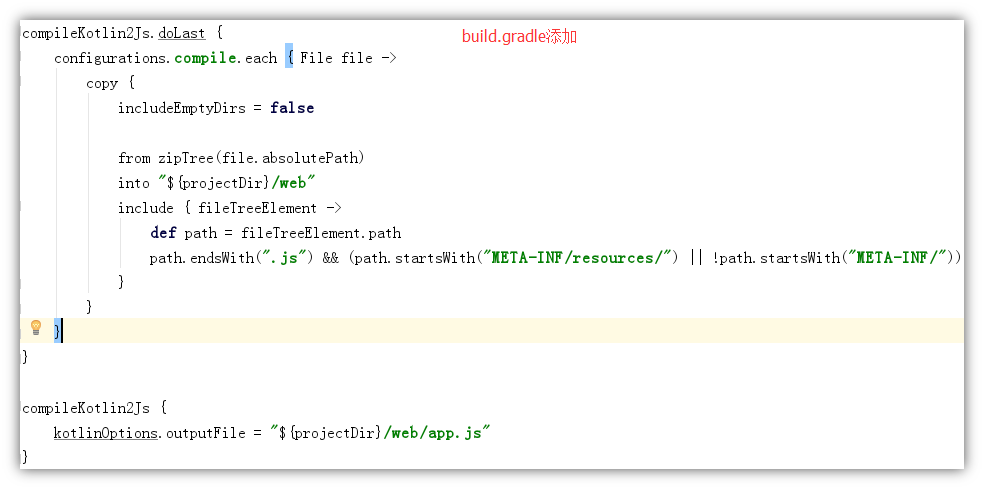 compileKotlin2Js.doLast {
build.gradle添加
    configurations.compile.each { File file ->
        copy {
            includeEmptyDirs = false

            from zipTree(file.absolutePath)
            into "${projectDir}/web"
            include { fileTreeElement ->
                def path = fileTreeElement.path
                path.endsWith(".js") && (path.startsWith("META-INF/resources/") || !path.startsWith("META-INF/"))
            }
        }
    }
}

compileKotlin2Js {
    kotlinOptions.outputFile = "${projectDir}/web/app.js"
}